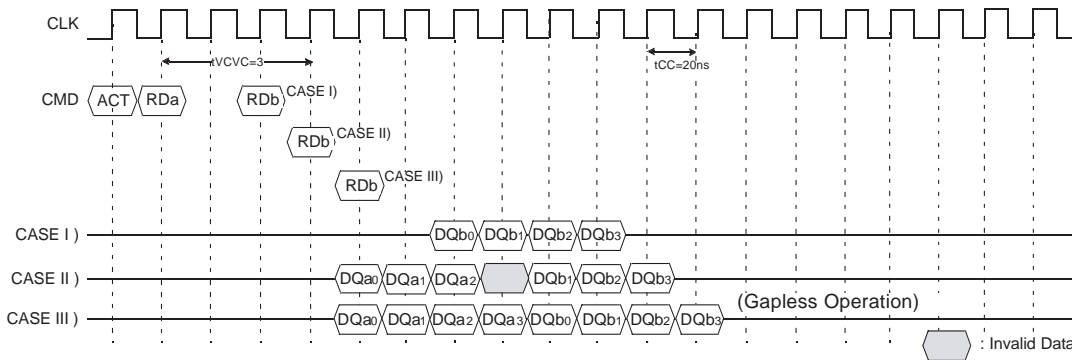 CLK
tVCVC=3
tCC=20ns
CMD ACT RDa RDb CASE I)
RDb CASE II)
RDb CASE III)
CASE I ) DQb0 DQb1 DQb2 DQb3
CASE II ) DQa0 DQa1 DQa2 DQb1 DQb2 DQb3
(Gapless Operation)
CASE III ) DQa0 DQa1 DQa2 DQa3 DQb0 DQb1 DQb2 DQb3
: Invalid Data